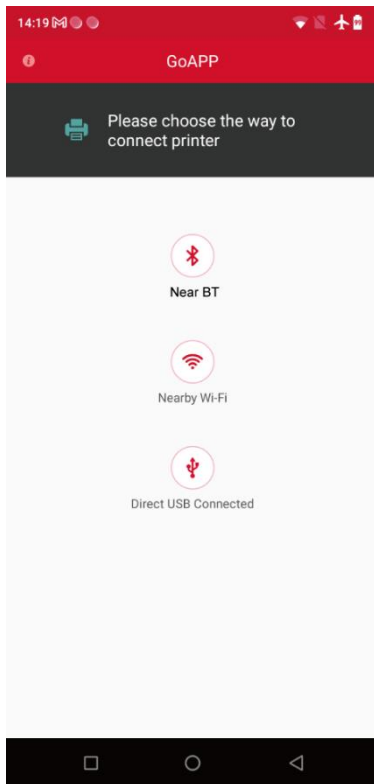 14:19
GoAPP
Please choose the way to
connect printer
Near BT
Nearby Wi-Fi
Direct USB Connected